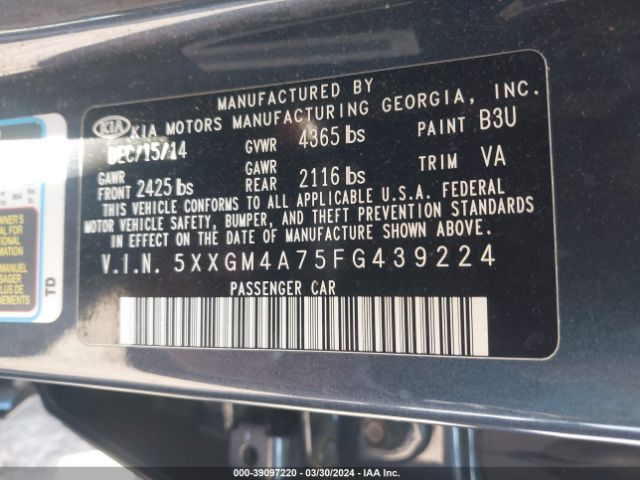 MANUFACTURED BY
KIA KIA MOTORS MANUFACTURING GEORGIA, INC.
DEC/15/14 GVWR 4365 lbs PAINT B3U
GAWR FRONT 2425 lbs GAWR REAR 2116 lbs TRIM VA
THIS VEHICLE CONFORMS TO ALL APPLICABLE U.S.A. FEDERAL
MOTOR VEHICLE SAFETY, BUMPER, AND THEFT PREVENTION STANDARDS
IN EFFECT ON THE DATE OF MANUFACTURE SHOWN ABOVE.
V.I.N. 5XXGM4A75FG439224
PASSENGER CAR
TD
000-39097220 - 03/30/2024 - IAA Inc.